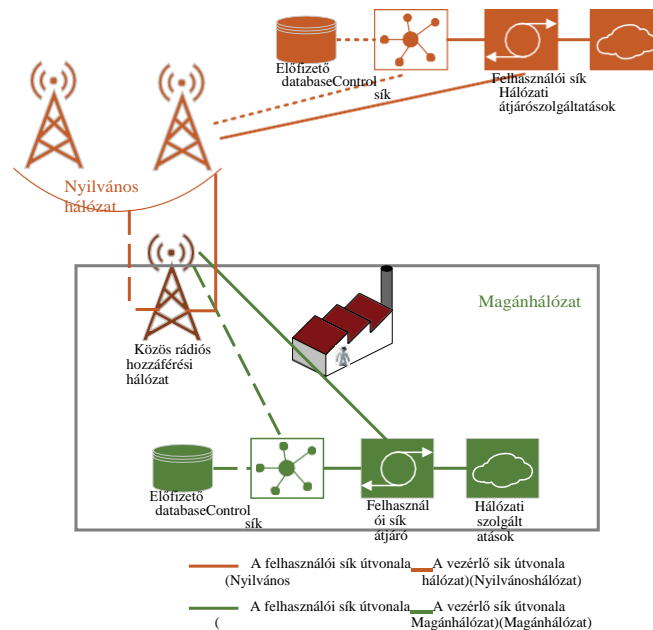 Előfizető
databaseControl
sík
Felhasználói sík
Hálózati
átjárószolgáltatások
Nyilvános
hálózat
Magánhálózat
Közös rádiós
hozzáférési
hálózat
Előfizető
databaseControl
sík
Felhasznál
ói sík
átjáró
Hálózati
szolgált
atások
A felhasználói sík útvonala A vezérlő sík útvonala
(Nyilvános hálózat)(Nyilvánoshálózat)
A felhasználói sík útvonala A vezérlő sík útvonala
( Magánhálózat)(Magánhálózat)